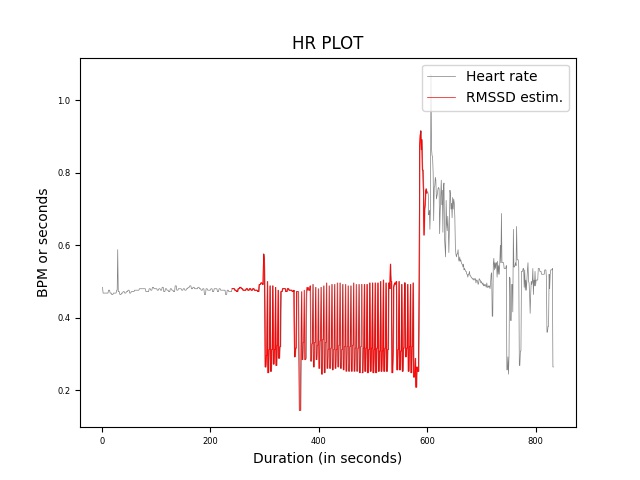 HR PLOT
Heart rate
RMSSD estim.
BPM or seconds
1.0
0.8
0.6
0.4
0.2
0
200
400
600
800
Duration (in seconds)